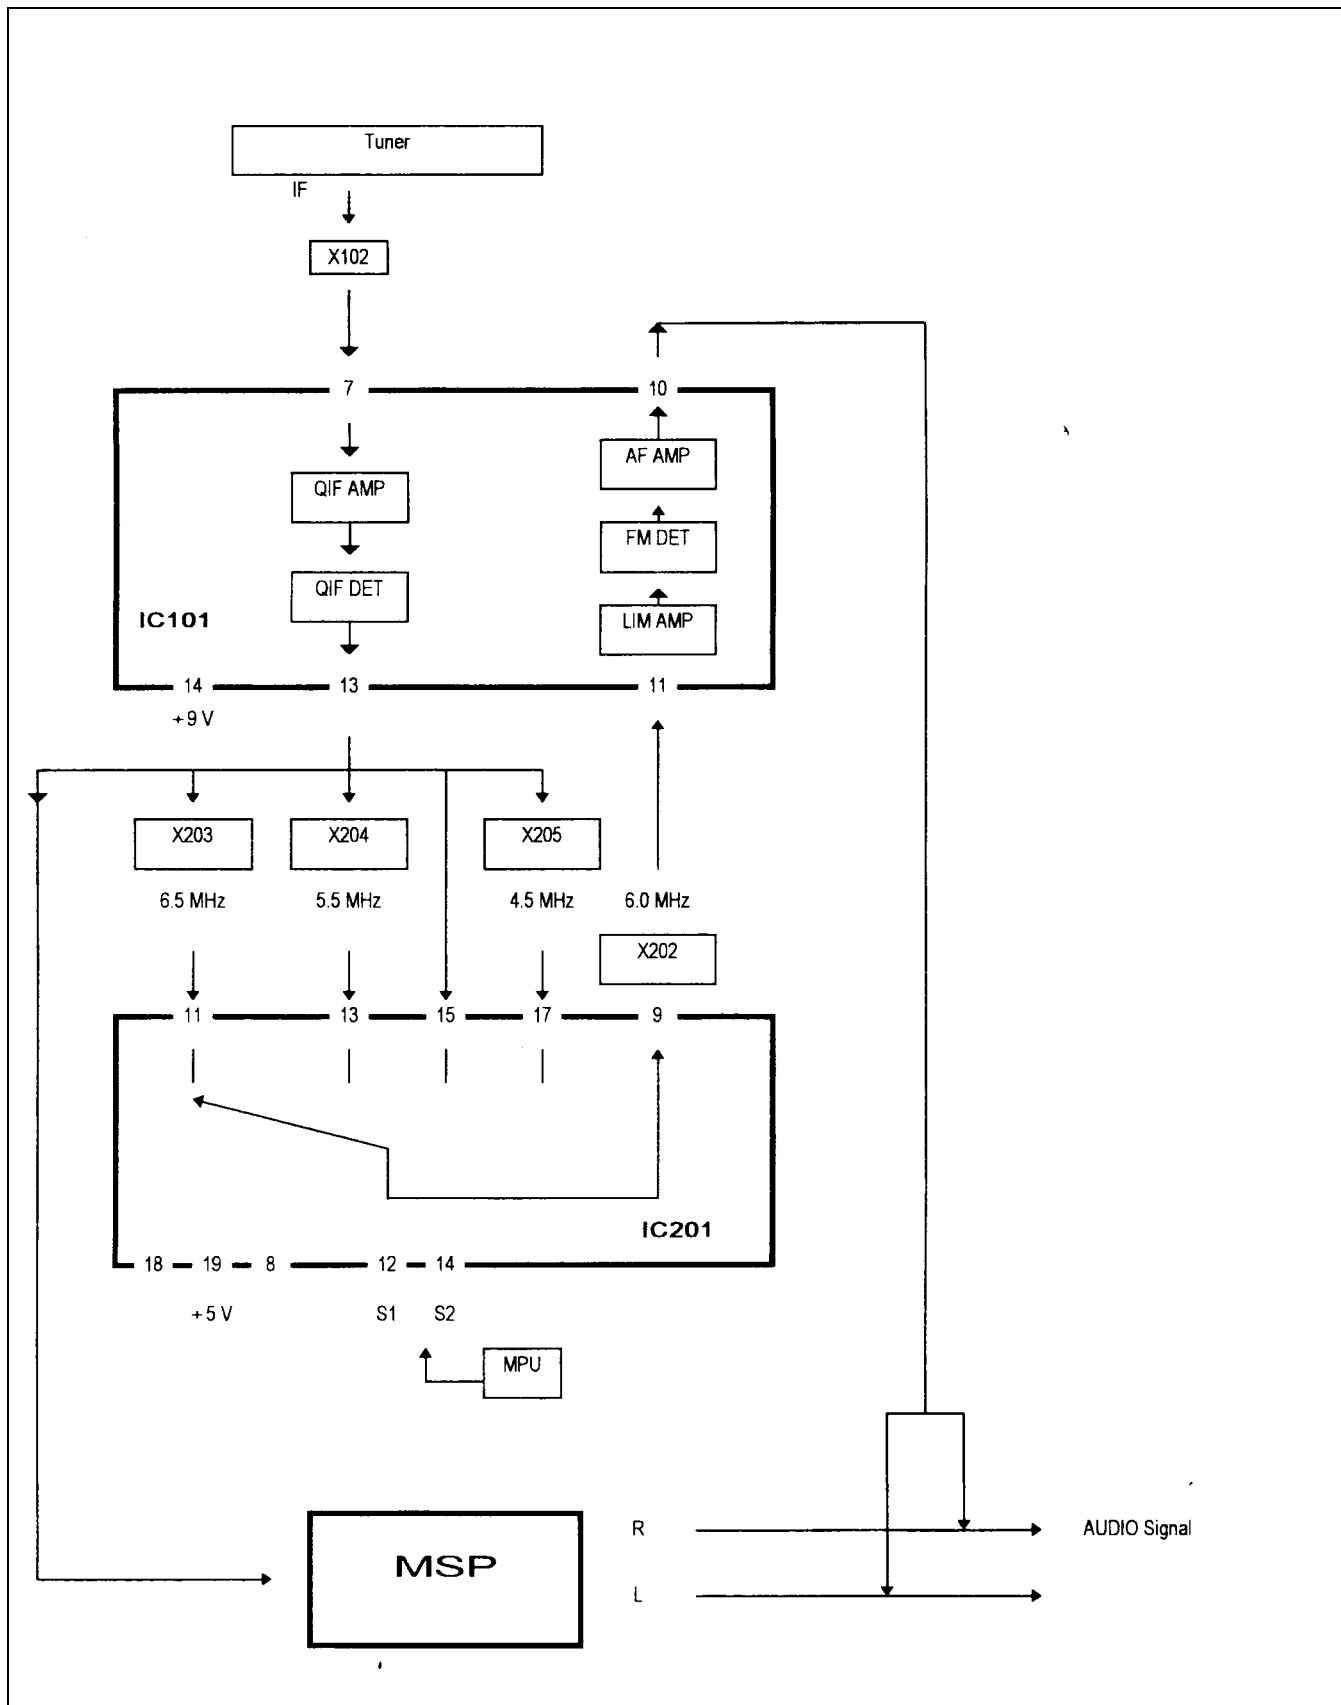 Tuner
IF
X102
7 10
AF AMP
QIF AMP
FM DET
QIF DET
IC101
LIM AMP
14 13 11
+9 V
X203 X204 X205
6.5 MHz 5.5 MHz 4.5 MHz 6.0 MHz
X202
11 13 15 17 9
IC201
18 19 8 12 14
+5 V S1 S2
MPU
R AUDIO Signal
MSP
L